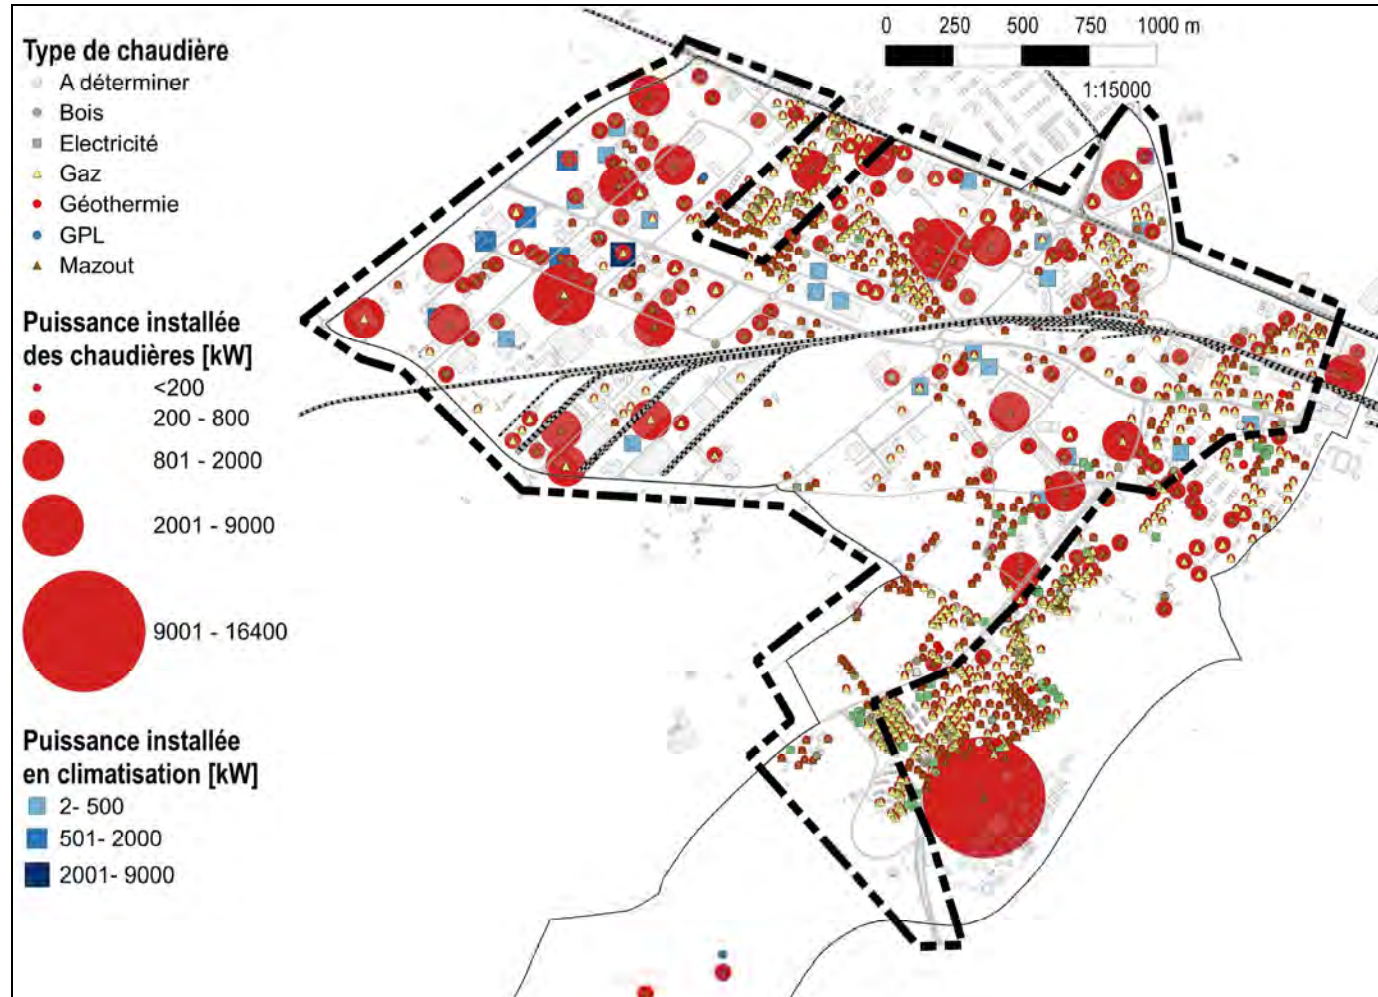 Type de chaudière
A déterminer
Bois
Electricité
Gaz
Géothermie
GPL
Mazout
Puissance installée
des chaudières [kW]
<200
200 - 800
801 - 2000
2001 - 9000
9001 - 16400
Puissance installée
en climatisation [kW]
2- 500
501- 2000
2001- 9000
0 250 500 750 1000 m
1:15000